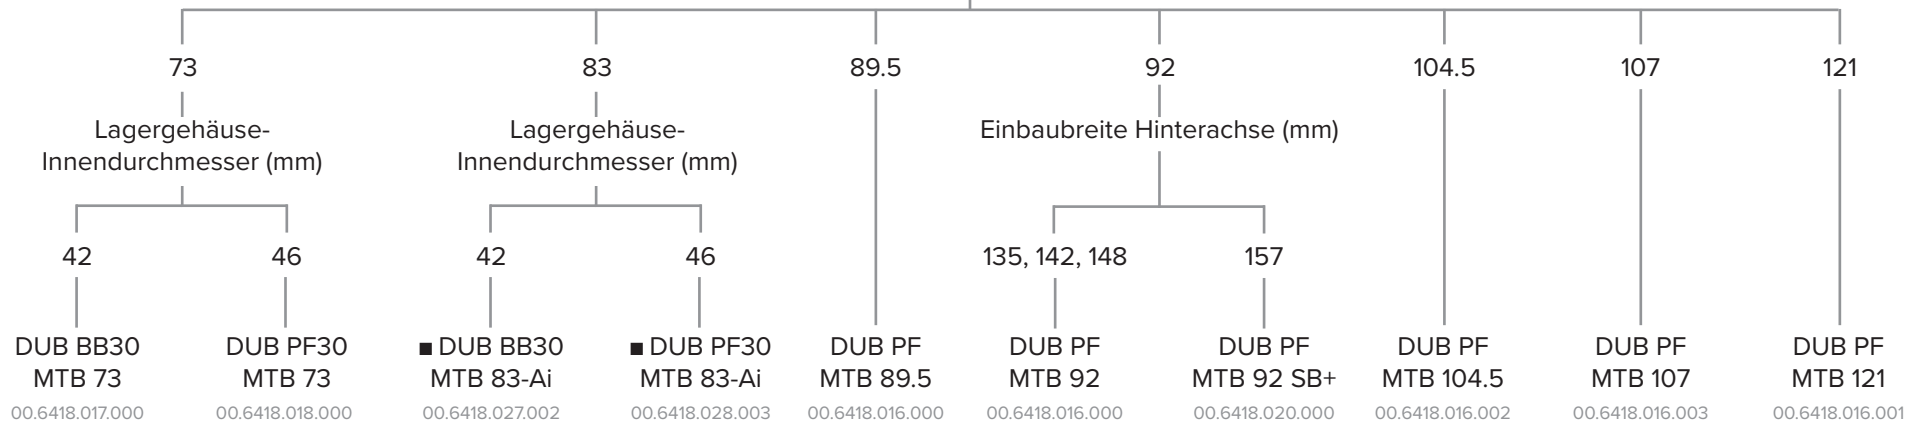 73
83
89.5
92
104.5
107
121
Lagergehäuse-
Innendurchmesser (mm)
Lagergehäuse-
Innendurchmesser (mm)
Einbaubreite Hinterachse (mm)
42
46
42
46
135, 142, 148
157
DUB BB30
MTB 73
00.6418.017.000
DUB PF30
MTB 73
00.6418.018.000
■ DUB BB30
MTB 83-Ai
00.6418.027.002
■ DUB PF30
MTB 83-Ai
00.6418.028.003
DUB PF
MTB 89.5
00.6418.016.000
DUB PF
MTB 92
00.6418.016.000
DUB PF
MTB 92 SB+
00.6418.020.000
DUB PF
MTB 104.5
00.6418.016.002
DUB PF
MTB 107
00.6418.016.003
DUB PF
MTB 121
00.6418.016.001